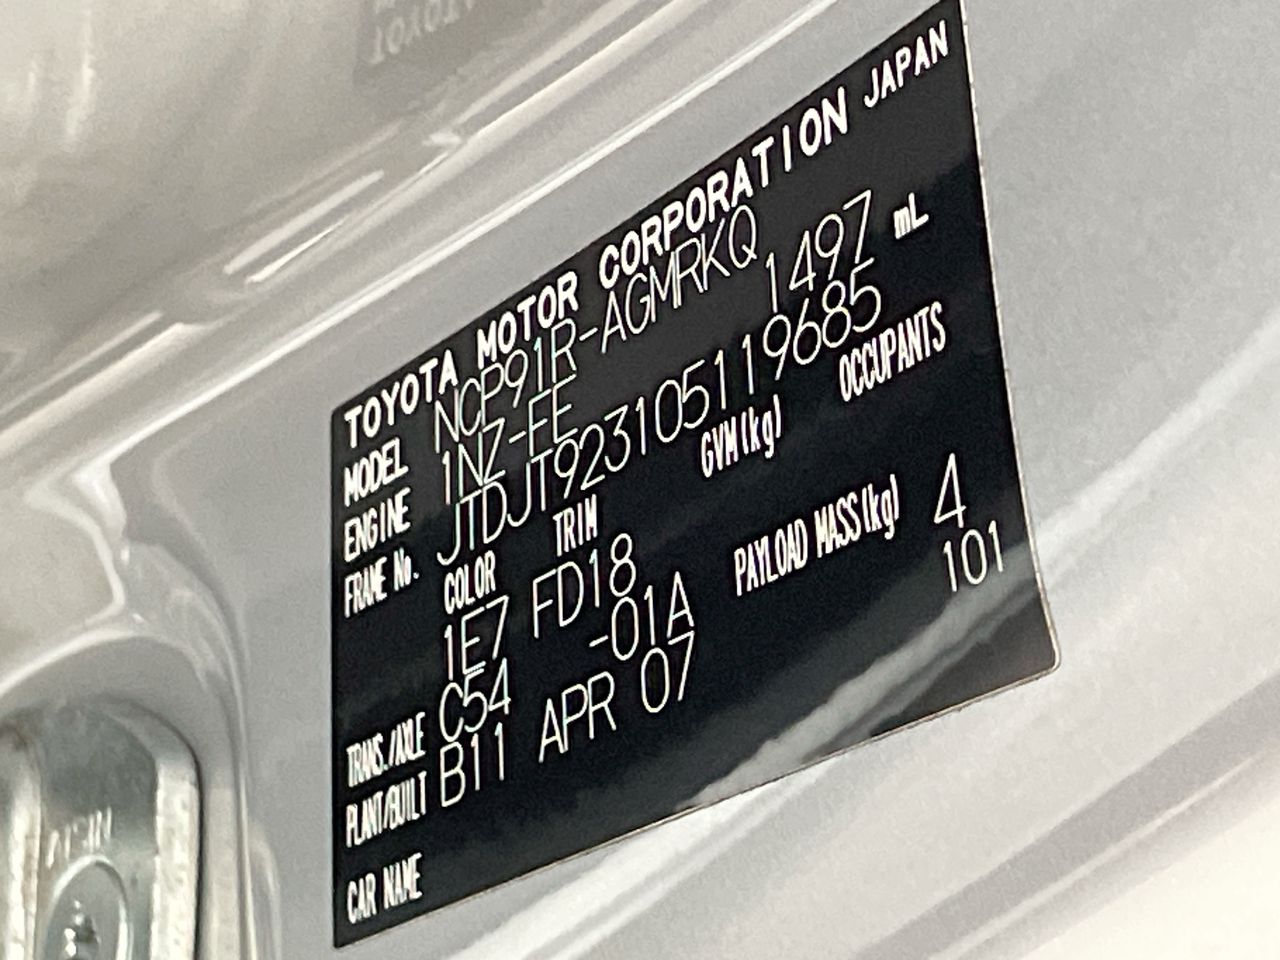 TOYOTA MOTOR CORPORATION JAPAN
MODEL NCP91R-AGMRKQ
ENGINE 1NZ-FE 1497 mL
FRAME No. JTDJT923105119685
COLOR TRIM GVM(kg) OCCUPANTS
1E7 FD18 4
-01A PAYLOAD MASS(kg) 101
TRANS./AXLE C54
PLANT/BUILT B11 APR 07
CAR NAME
AISIN
TOYOTA